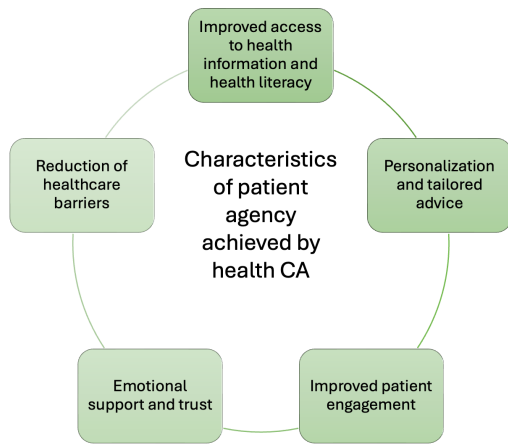 Improved access
to health
information and
health literacy
Characteristics
of patient
agency
achieved by
health CA
Personalization
and tailored
advice
Improved patient
engagement
Emotional
support and trust
Reduction of
healthcare
barriers